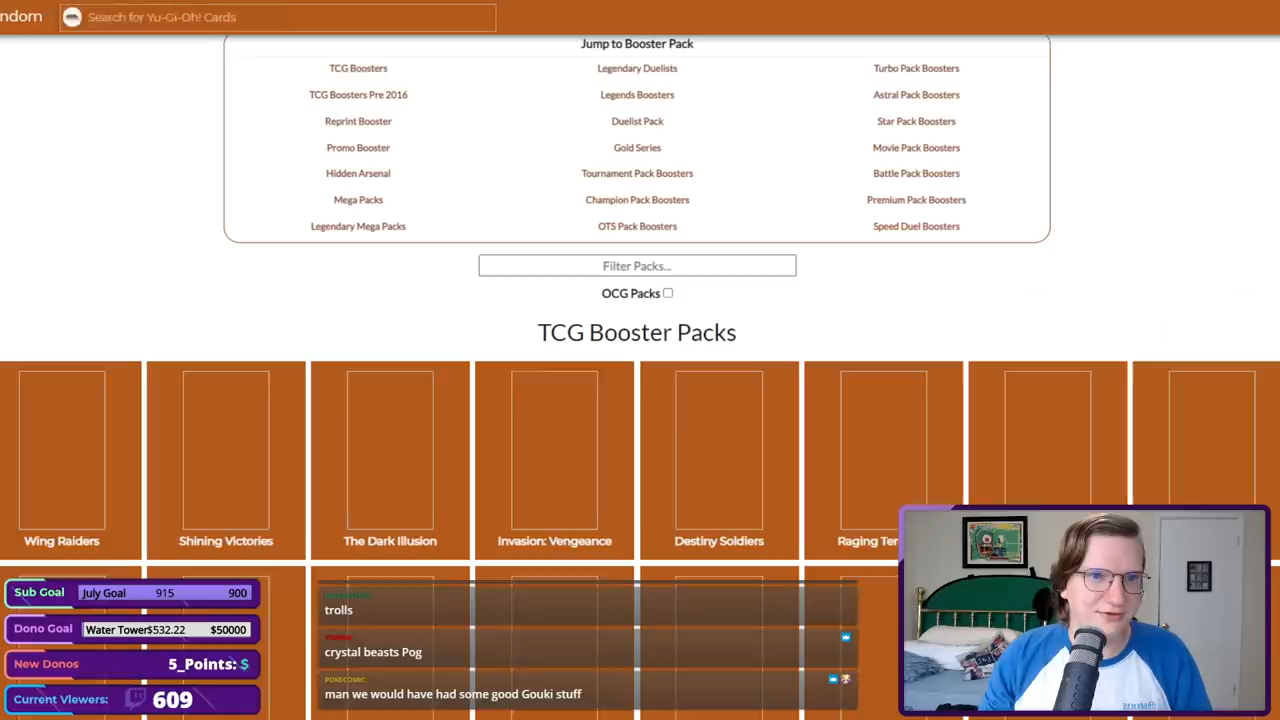 ndom
Search for Yu-Gi-Oh! Cards
Jump to Booster Pack
TCG Boosters
Legendary Duelists
Turbo Pack Boosters
TCG Boosters Pre 2016
Legends Boosters
Astral Pack Boosters
Reprint Booster
Duelist Pack
Star Pack Boosters
Promo Booster
Gold Series
Movie Pack Boosters
Hidden Arsenal
Tournament Pack Boosters
Battle Pack Boosters
Mega Packs
Champion Pack Boosters
Premium Pack Boosters
Legendary Mega Packs
OTS Pack Boosters
Speed Duel Boosters
Filter Packs...
OCG Packs
TCG Booster Packs
Wing Raiders
Shining Victories
The Dark Illusion
Invasion: Vengeance
Destiny Soldiers
Raging Te
Sub Goal
July Goal 915 900
Dono Goal
Water Tower$532.22 $50000
New Donos
5_Points: $
Current Viewers:
609
trolls
crystal beasts Pog
POKECOMIC
man we would have had some good Gouki stuff